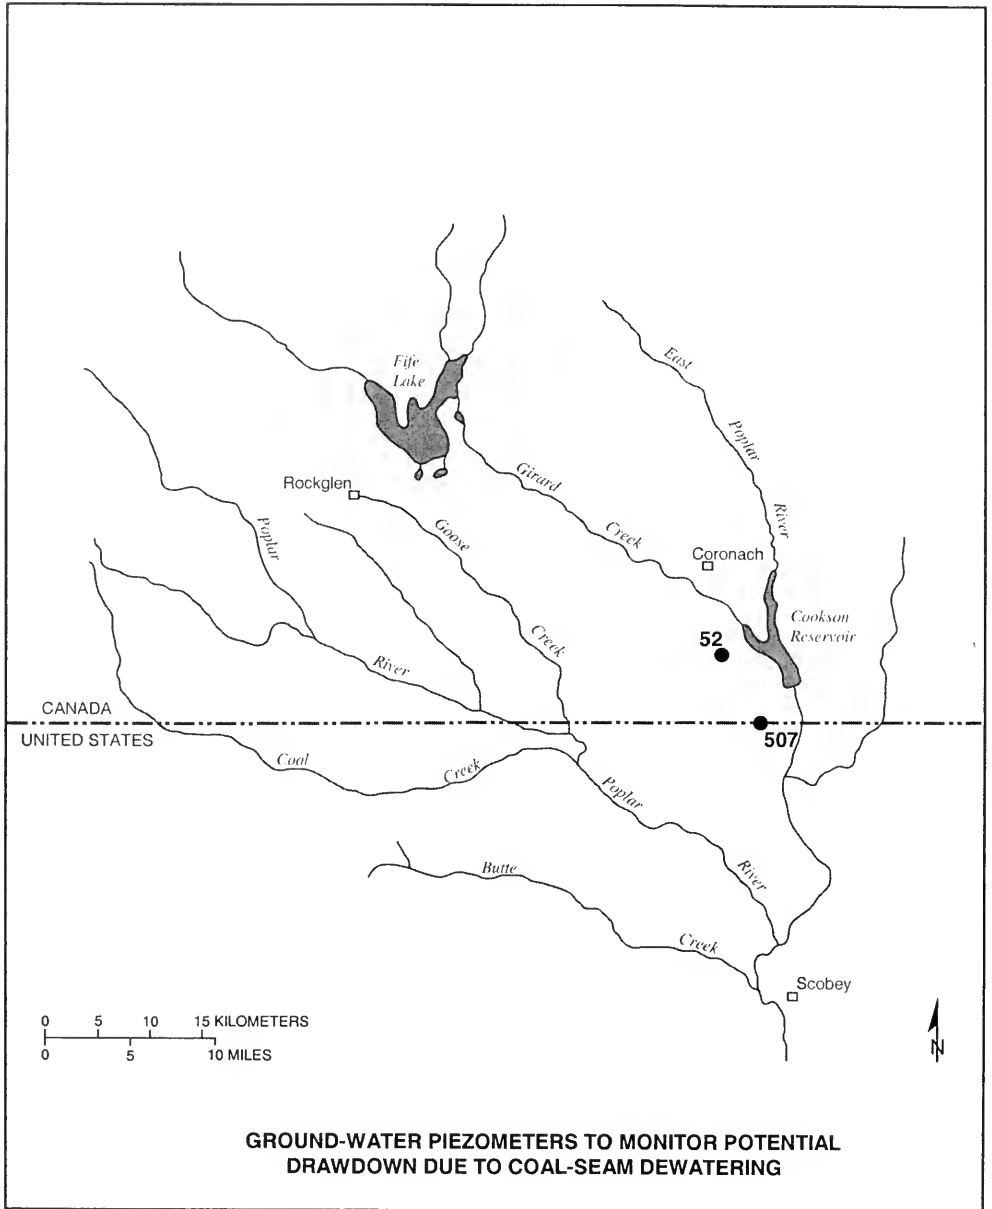 Fife
Lake
East
Poplar
River
Rockglen
Girard
Creek
Goose
Creek
Coronach
Poplar
River
Cookson
Reservoir
52
CANADA
UNITED STATES
507
Coal
Creek
Poplar
River
Butte
Creek
Scobey
0 5 10 15 KILOMETERS
0 5 10 MILES
N
GROUND-WATER PIEZOMETERS TO MONITOR POTENTIAL
DRAWDOWN DUE TO COAL-SEAM DEWATERING